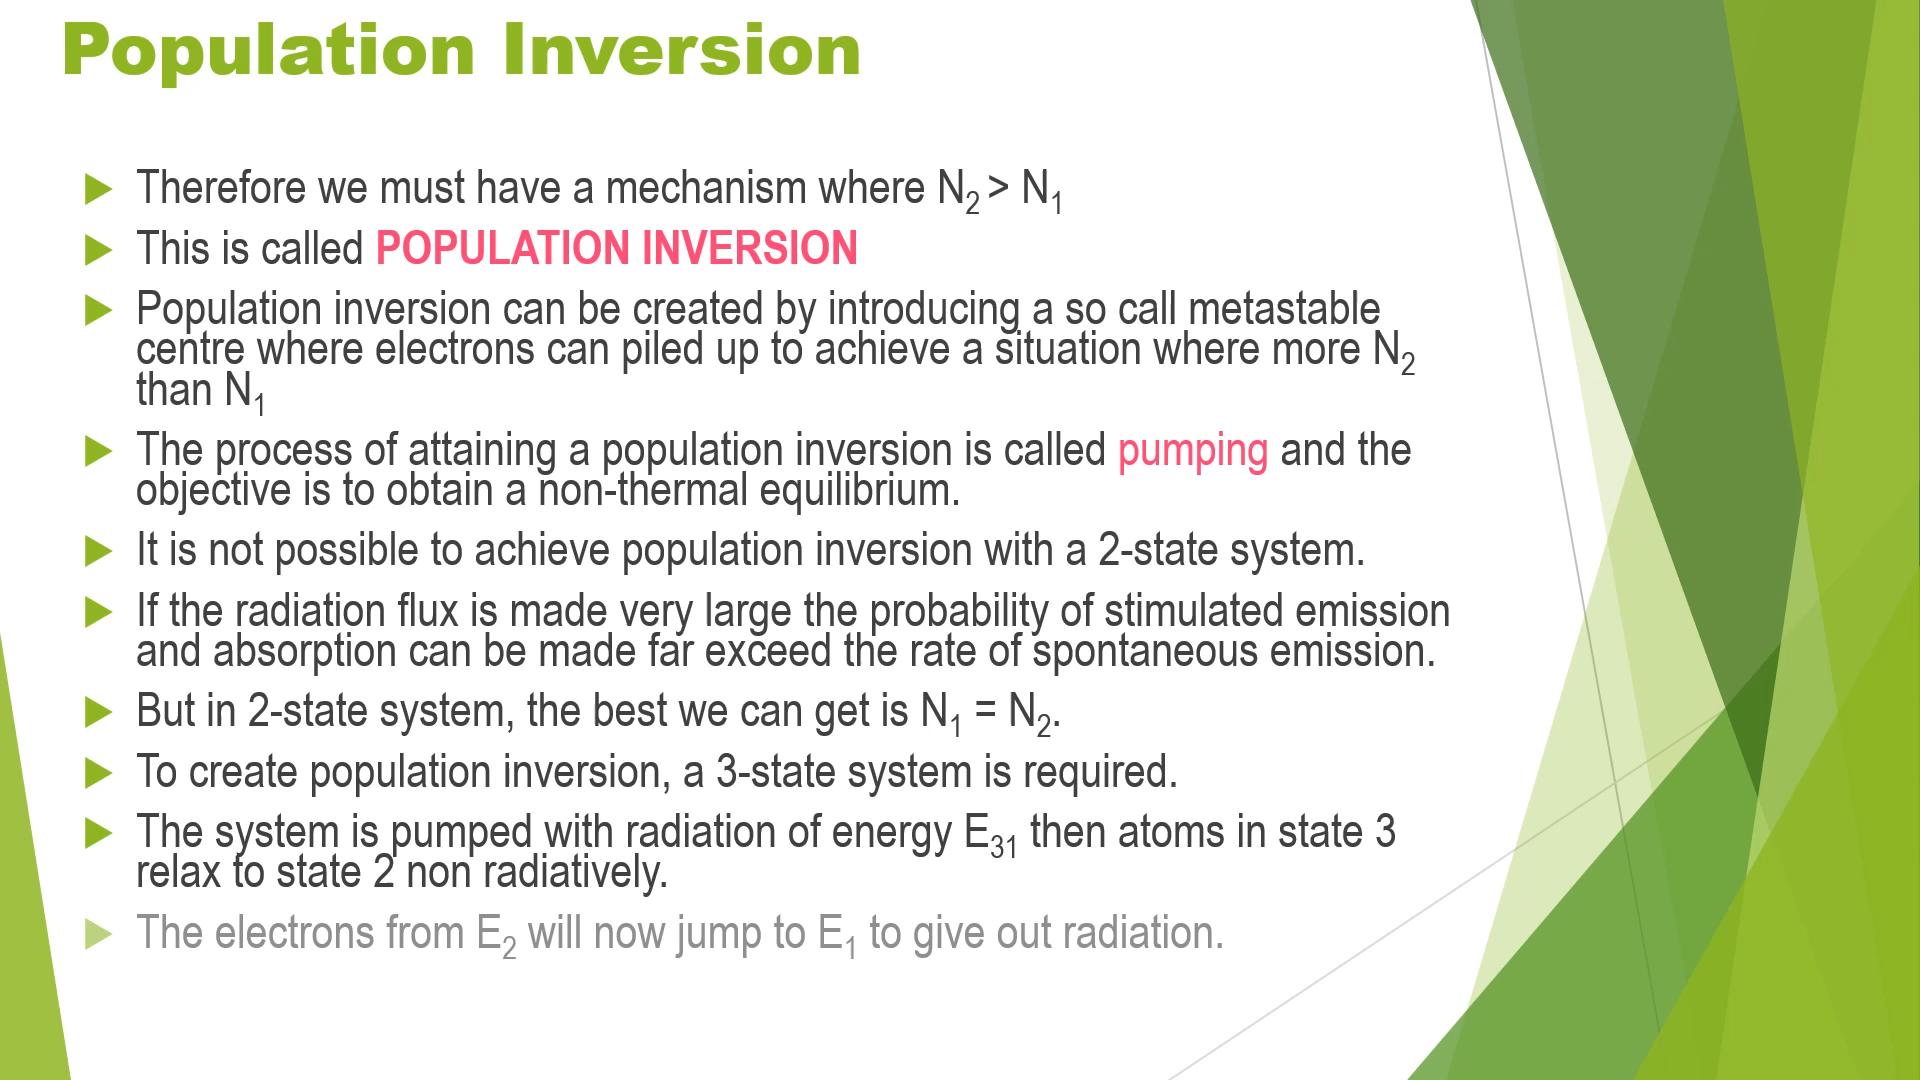 Population Inversion
Therefore we must have a mechanism where N₂ > N₁
This is called POPULATION INVERSION
Population inversion can be created by introducing a so call metastable
centre where electrons can piled up to achieve a situation where more N₂
than N₁
The process of attaining a population inversion is called pumping and the
objective is to obtain a non-thermal equilibrium.
It is not possible to achieve population inversion with a 2-state system.
If the radiation flux is made very large the probability of stimulated emission
and absorption can be made far exceed the rate of spontaneous emission.
But in 2-state system, the best we can get is N₁ = N₂.
To create population inversion, a 3-state system is required.
The system is pumped with radiation of energy E₃₁ then atoms in state 3
relax to state 2 non radiatively.
The electrons from E₂ will now jump to E₁ to give out radiation.